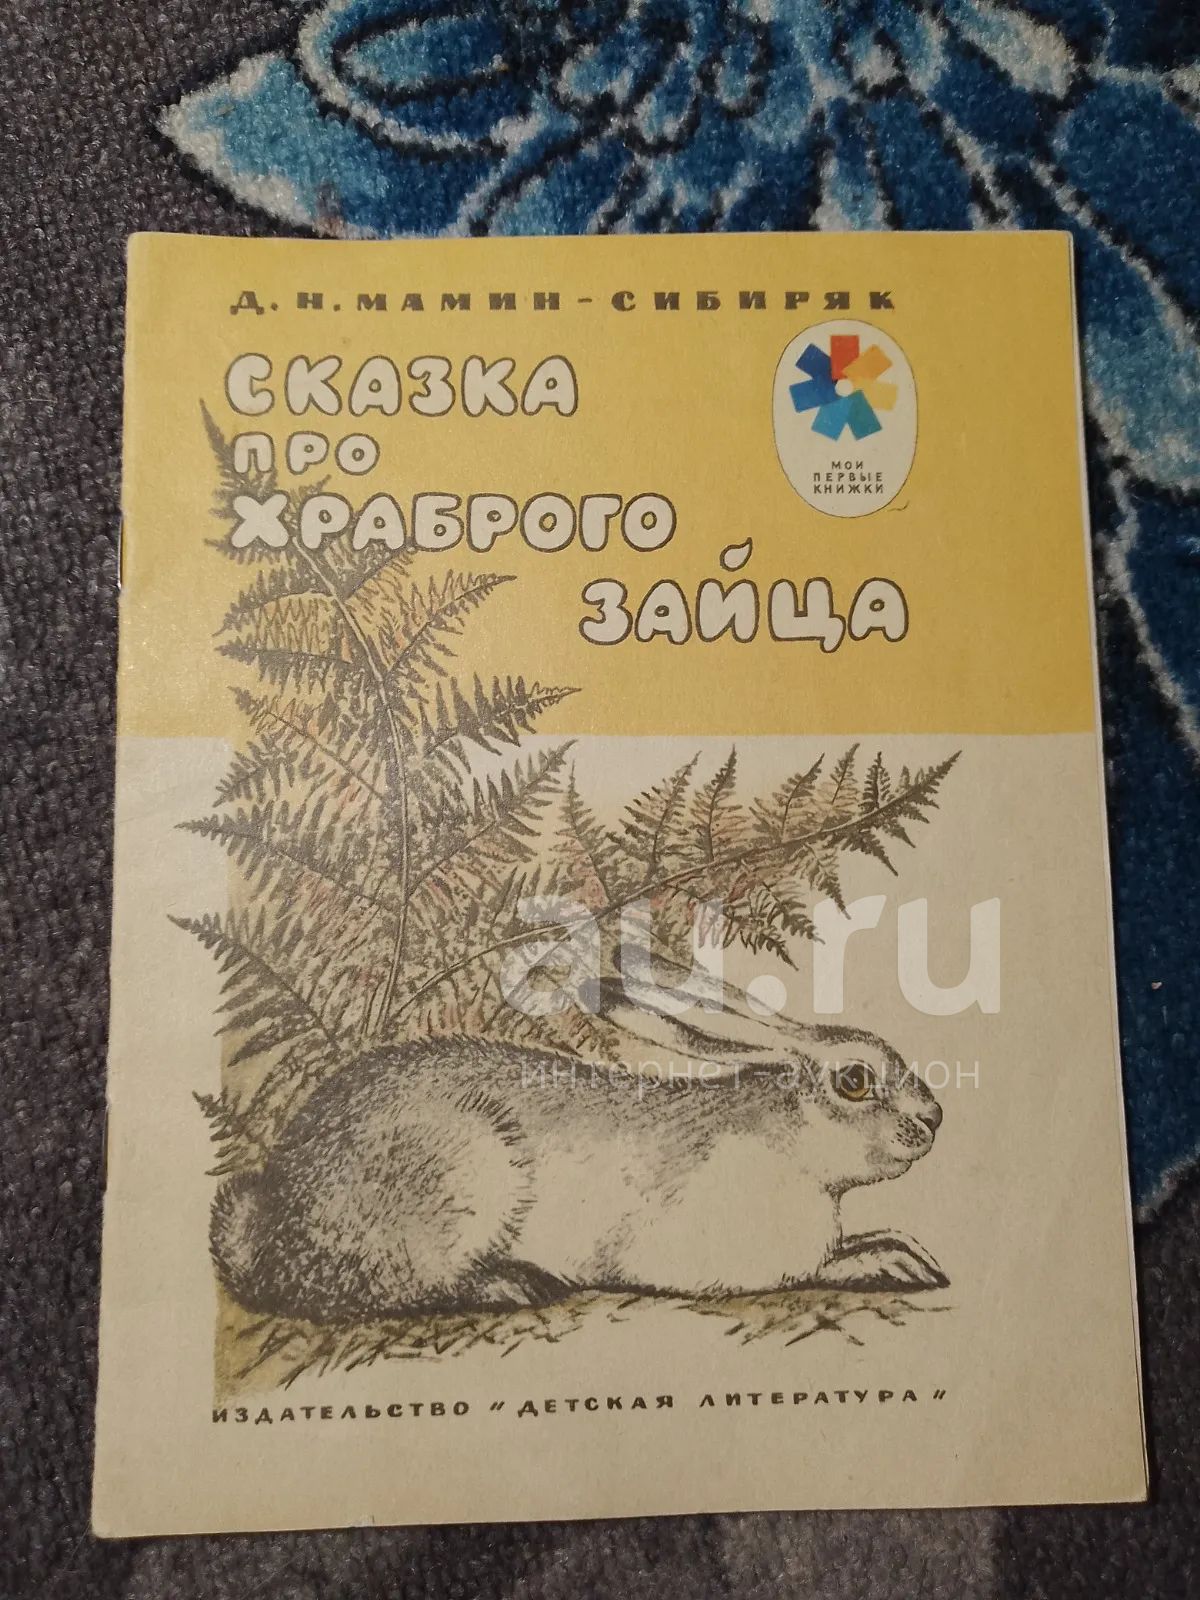 Д. Н. МАМИН-СИБИРЯК
СКАЗКА
ПРО
ХРАБРОГО
ЗАЙЦА
МОИ
ПЕРВЫЕ
КНИЖКИ
au.ru
интернет-аукцион
ИЗДАТЕЛЬСТВО "ДЕТСКАЯ ЛИТЕРАТУРА"